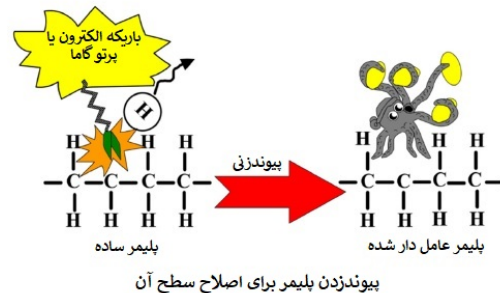 باریکه الکترون یا
پرتو گاما
H
H H H
C C C C
H H H H
پلیمر ساده
پیوندزنی
H H H
C C C C
H H H H
پلیمر عامل دار شده
پیوندزدن پلیمر برای اصلاح سطح آن